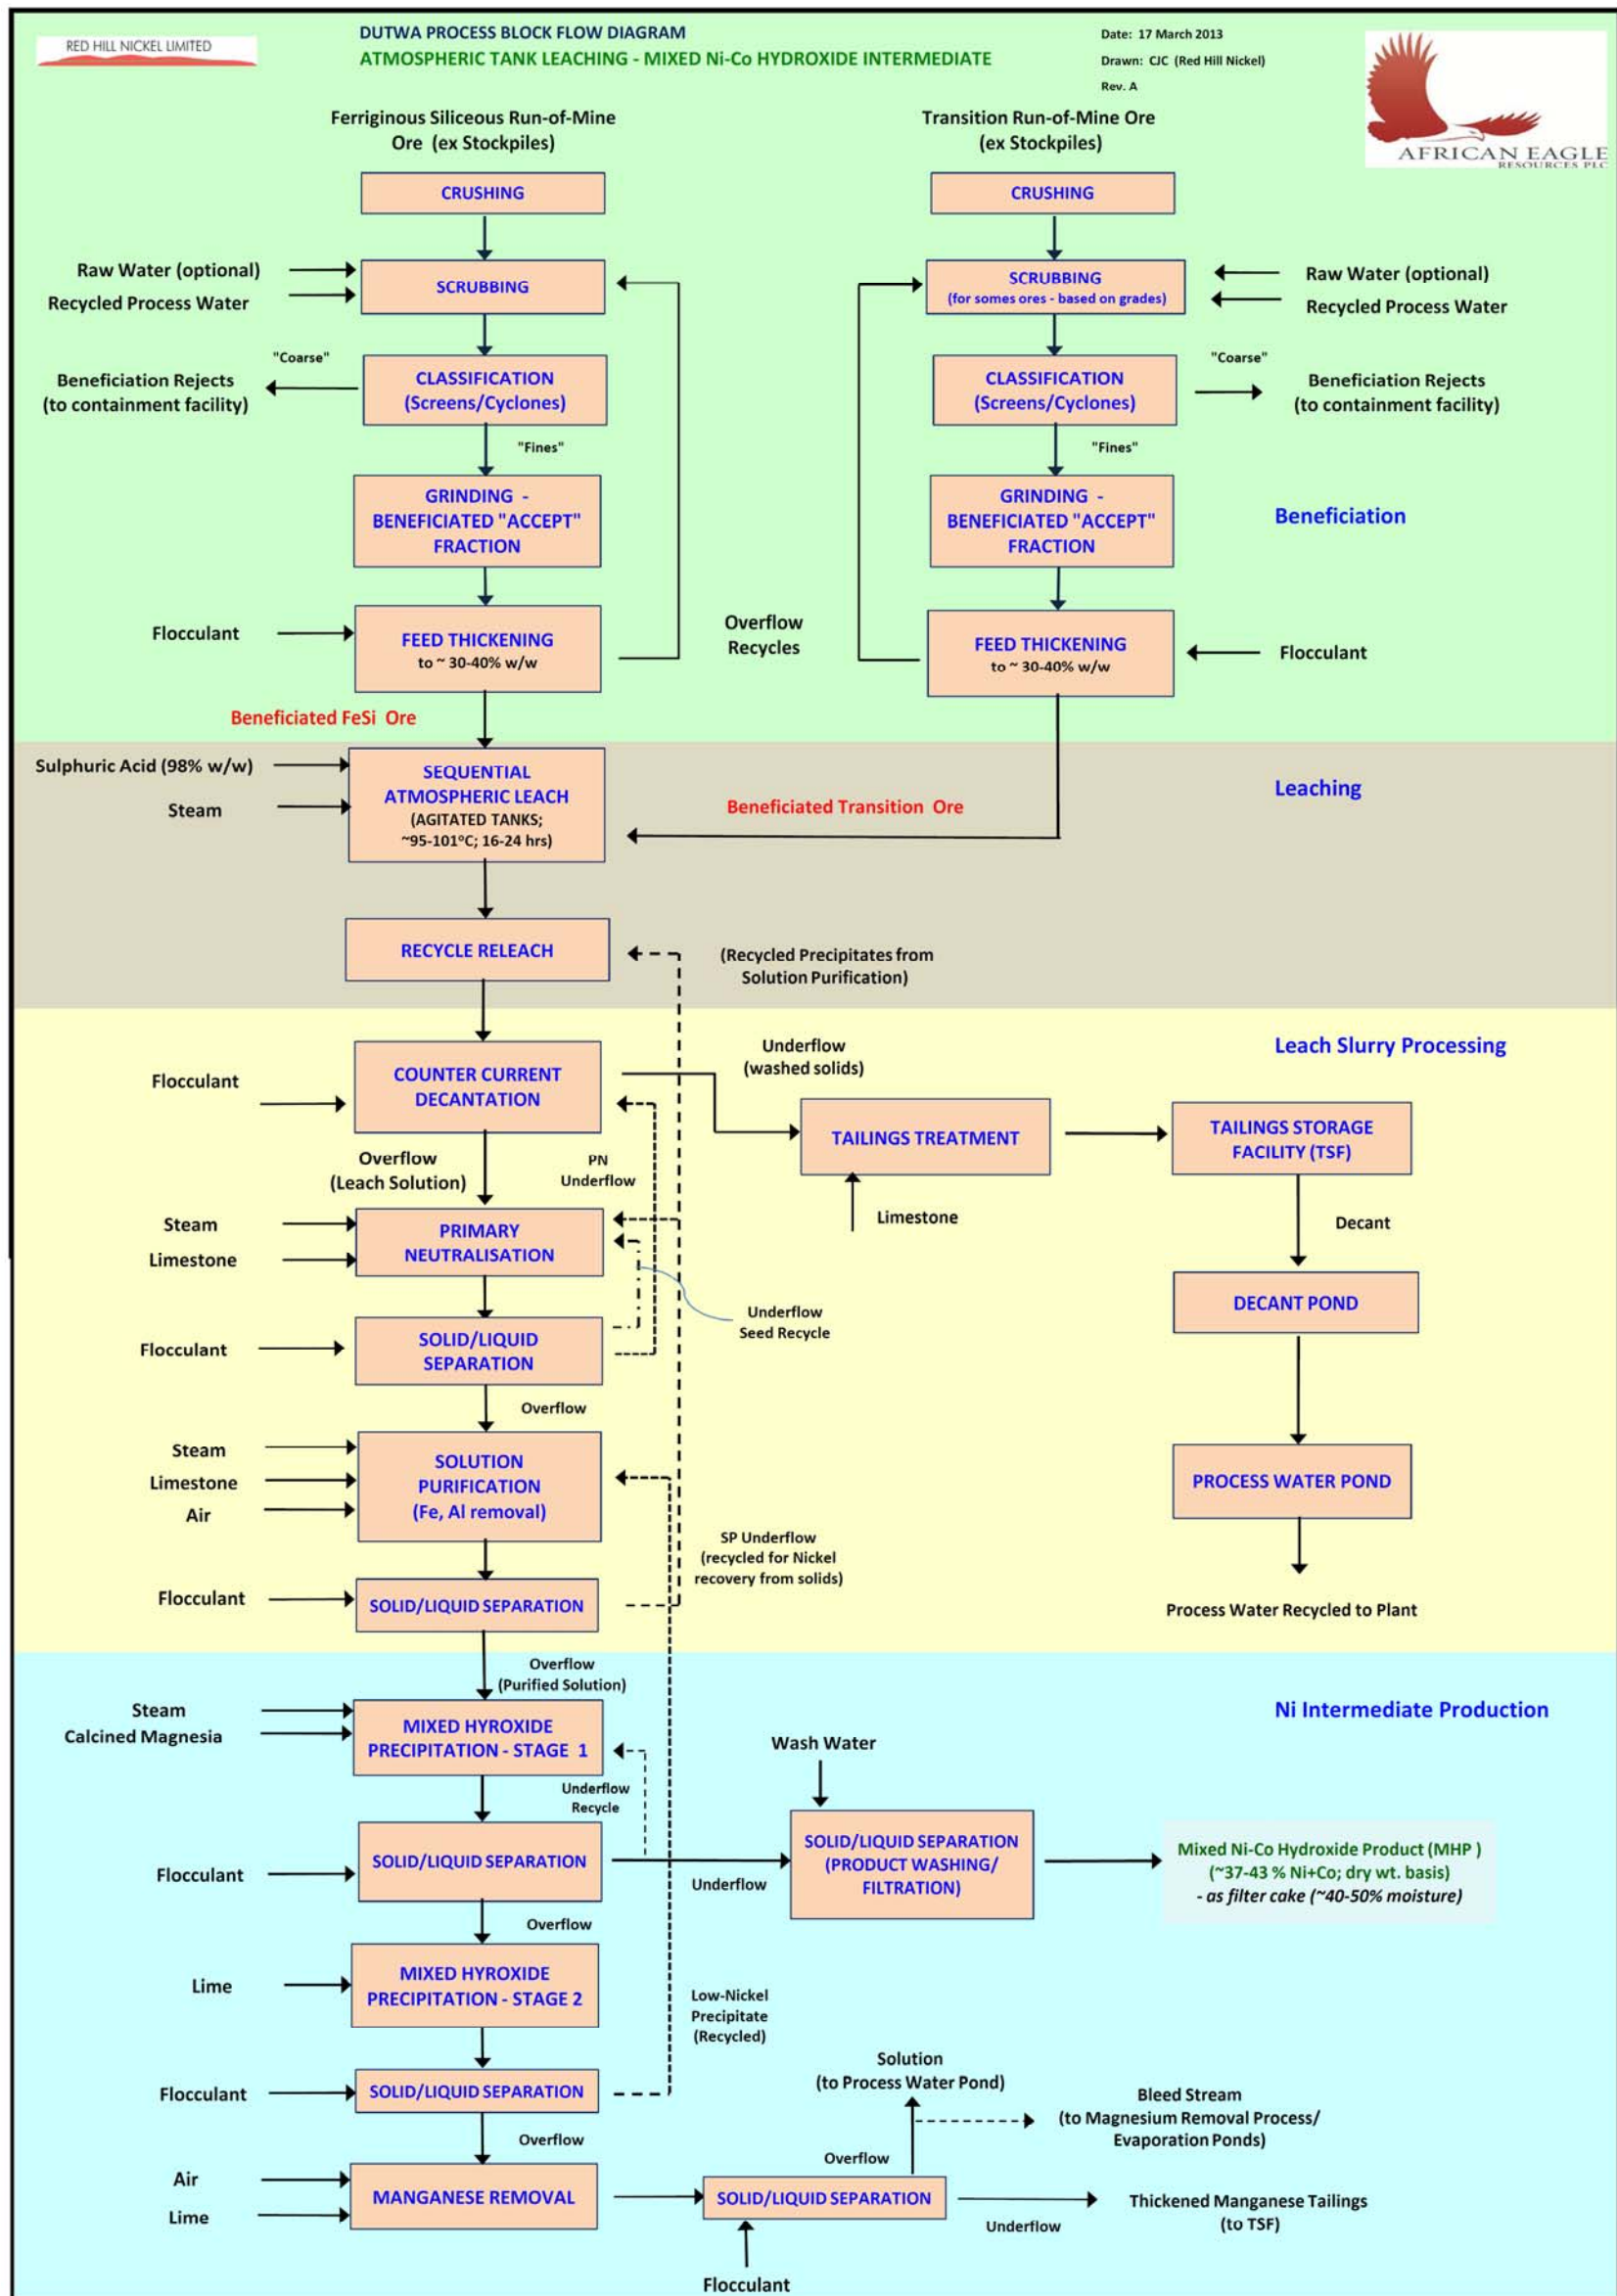 RED HILL NICKEL LIMITED
DUTWA PROCESS BLOCK FLOW DIAGRAM
ATMOSPHERIC TANK LEACHING - MIXED Ni-Co HYDROXIDE INTERMEDIATE
Date: 17 March 2013
Drawn: CJC (Red Hill Nickel)
Rev. A
AFRICAN EAGLE
RESOURCES PLC
Ferriginous Siliceous Run-of-Mine
Ore (ex Stockpiles)
Transition Run-of-Mine Ore
(ex Stockpiles)
CRUSHING
CRUSHING
Raw Water (optional)
Recycled Process Water
SCRUBBING
SCRUBBING
(for somes ores - based on grades)
Raw Water (optional)
Recycled Process Water
"Coarse"
Beneficiation Rejects
(to containment facility)
CLASSIFICATION
(Screens/Cyclones)
CLASSIFICATION
(Screens/Cyclones)
"Coarse"
Beneficiation Rejects
(to containment facility)
"Fines"
"Fines"
GRINDING -
BENEFICIATED "ACCEPT"
FRACTION
GRINDING -
BENEFICIATED "ACCEPT"
FRACTION
Beneficiation
Flocculant
FEED THICKENING
to ~ 30-40% w/w
Overflow
Recycles
FEED THICKENING
to ~ 30-40% w/w
Flocculant
Beneficiated FeSi Ore
Sulphuric Acid (98% w/w)
Steam
SEQUENTIAL
ATMOSPHERIC LEACH
(AGITATED TANKS;
~95-101°C; 16-24 hrs)
Beneficiated Transition Ore
Leaching
RECYCLE RELEACH
(Recycled Precipitates from
Solution Purification)
Leach Slurry Processing
Flocculant
COUNTER CURRENT
DECANTATION
Underflow
(washed solids)
TAILINGS TREATMENT
TAILINGS STORAGE
FACILITY (TSF)
Overflow
(Leach Solution)
PN
Underflow
Limestone
Decant
Steam
Limestone
PRIMARY
NEUTRALISATION
DECANT POND
Underflow
Seed Recycle
Flocculant
SOLID/LIQUID
SEPARATION
Overflow
Steam
Limestone
Air
SOLUTION
PURIFICATION
(Fe, Al removal)
PROCESS WATER POND
SP Underflow
(recycled for Nickel
recovery from solids)
Flocculant
SOLID/LIQUID SEPARATION
Process Water Recycled to Plant
Overflow
(Purified Solution)
Ni Intermediate Production
Steam
Calcined Magnesia
MIXED HYROXIDE
PRECIPITATION - STAGE 1
Underflow
Recycle
Wash Water
Flocculant
SOLID/LIQUID SEPARATION
Underflow
SOLID/LIQUID SEPARATION
(PRODUCT WASHING/
FILTRATION)
Mixed Ni-Co Hydroxide Product (MHP )
(~37-43 % Ni+Co; dry wt. basis)
- as filter cake (~40-50% moisture)
Overflow
Lime
MIXED HYROXIDE
PRECIPITATION - STAGE 2
Low-Nickel
Precipitate
(Recycled)
Flocculant
SOLID/LIQUID SEPARATION
Solution
(to Process Water Pond)
Bleed Stream
(to Magnesium Removal Process/
Evaporation Ponds)
Overflow
Overflow
Air
Lime
MANGANESE REMOVAL
SOLID/LIQUID SEPARATION
Underflow
Thickened Manganese Tailings
(to TSF)
Flocculant